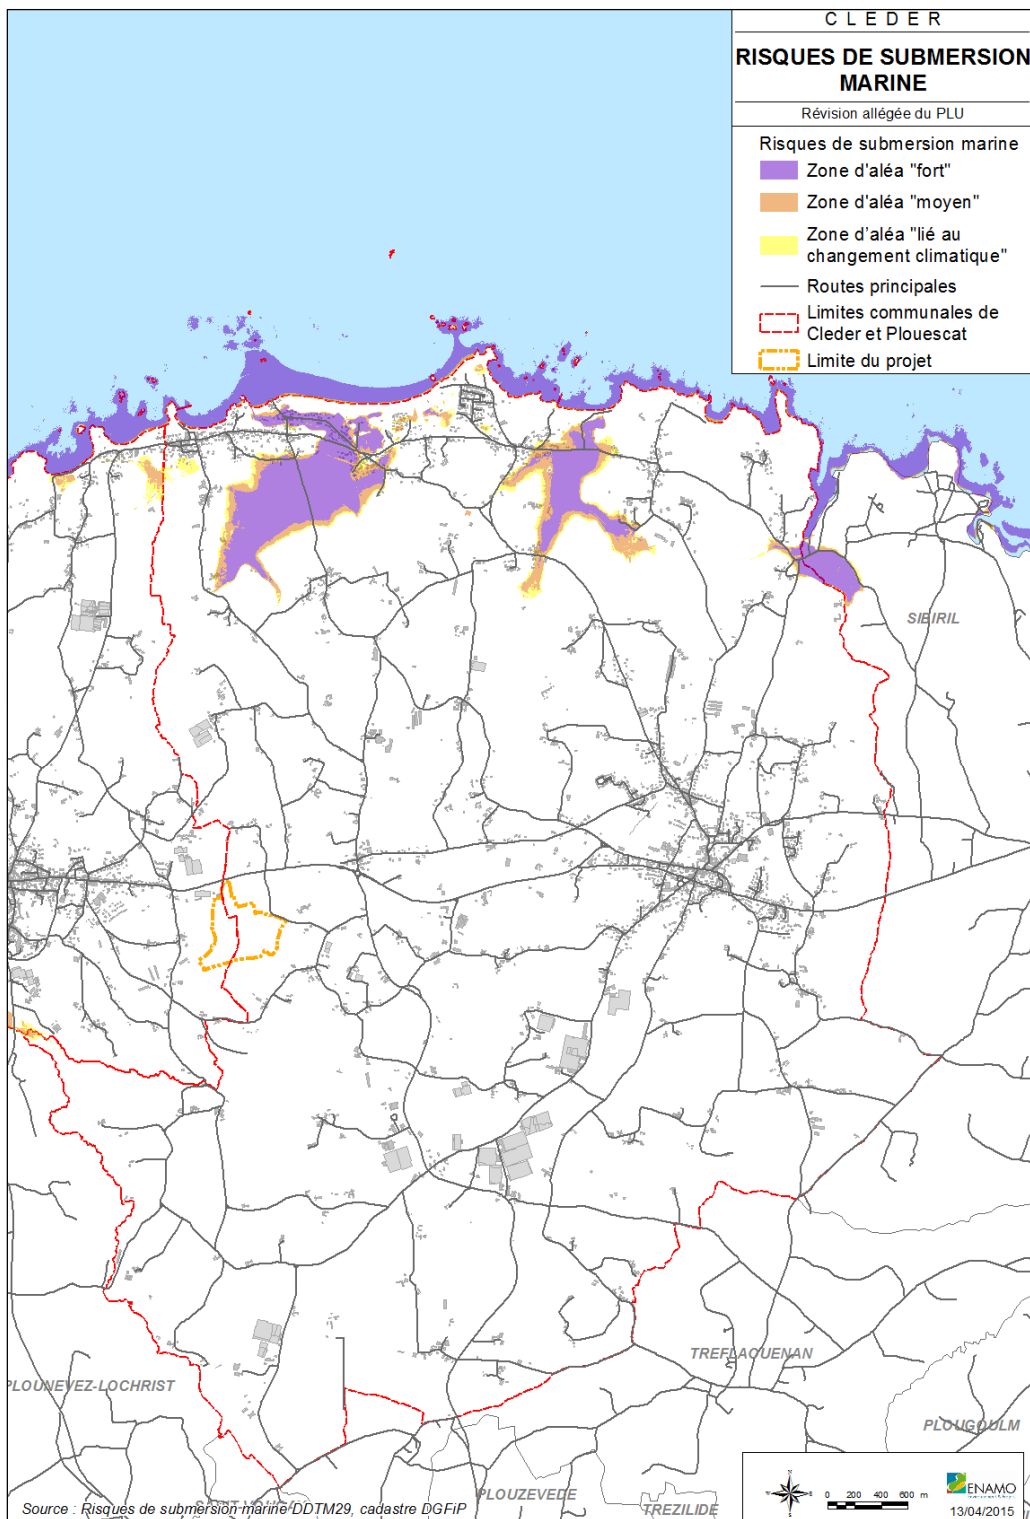 CLEDER
RISQUES DE SUBMERSION
MARINE
Révision allégée du PLU
Risques de submersion marine
Zone d'aléa "fort"
Zone d'aléa "moyen"
Zone d'aléa "lié au
changement climatique"
Routes principales
Limites communales de
Cleder et Plouescat
Limite du projet
SIBIRIL
TREFLAOUENAN
PLOUNEVEZ-LOCHRIST
PLOUGOULM
PLOUZEVEDE
TREZILIDE
Source : Risques de submersion marine DDTM29, cadastre DGFiP
N
0 200 400 600 m
ENAMO
13/04/2015